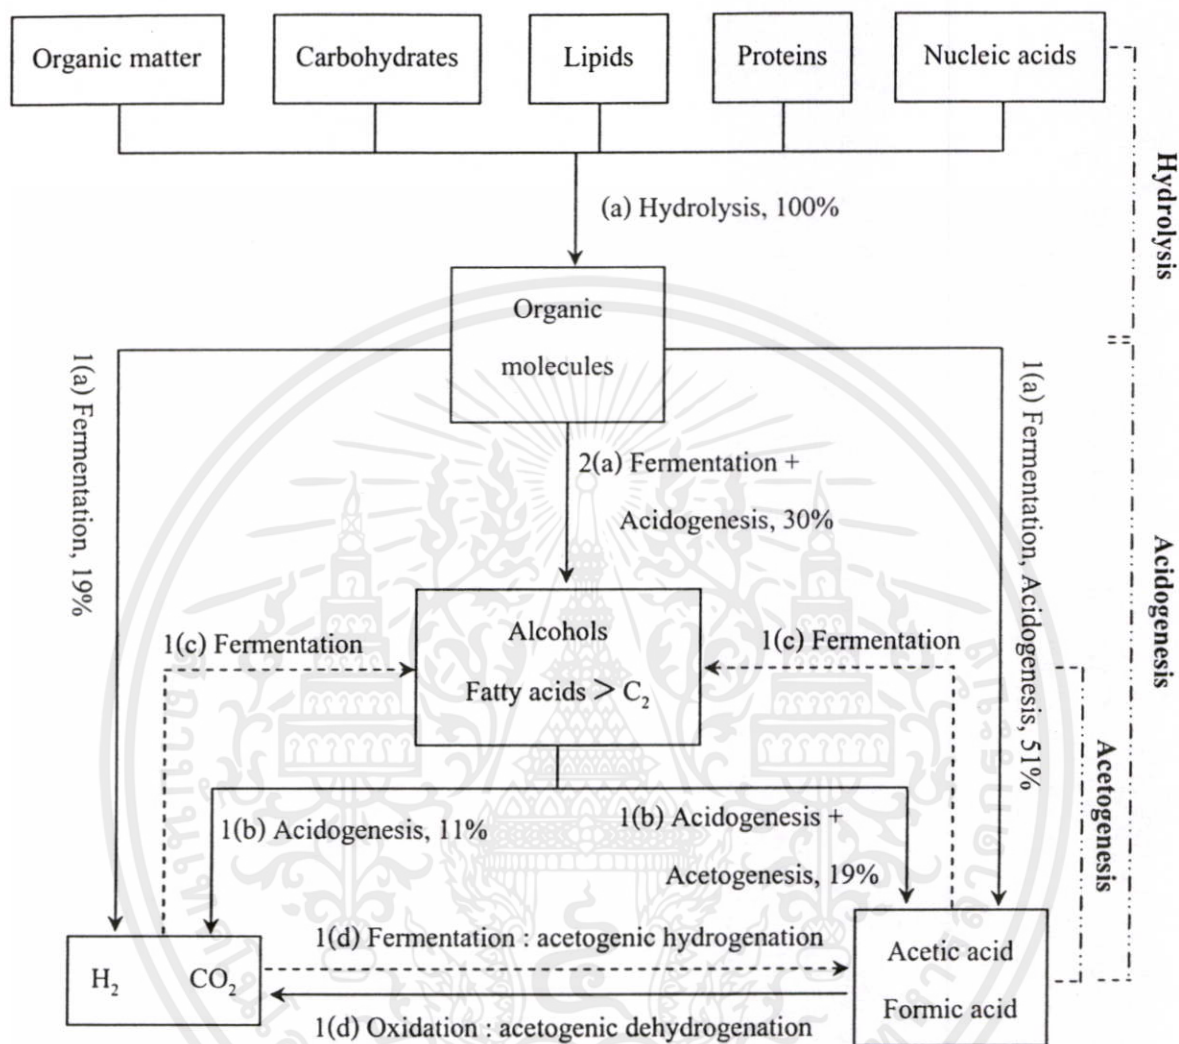 Organic matter
Carbohydrates
Lipids
Proteins
Nucleic acids
Hydrolysis
(a) Hydrolysis, 100%
Organic
molecules
1(a) Fermentation, 19%
1(a) Fermentation, Acidogenesis, 51%
2(a) Fermentation +
Acidogenesis, 30%
Acidogenesis
1(c) Fermentation
Alcohols
Fatty acids > C₂
1(c) Fermentation
Acetogenesis
1(b) Acidogenesis, 11%
1(b) Acidogenesis +
Acetogenesis, 19%
H₂ CO₂
1(d) Fermentation : acetogenic hydrogenation
1(d) Oxidation : acetogenic dehydrogenation
Acetic acid
Formic acid